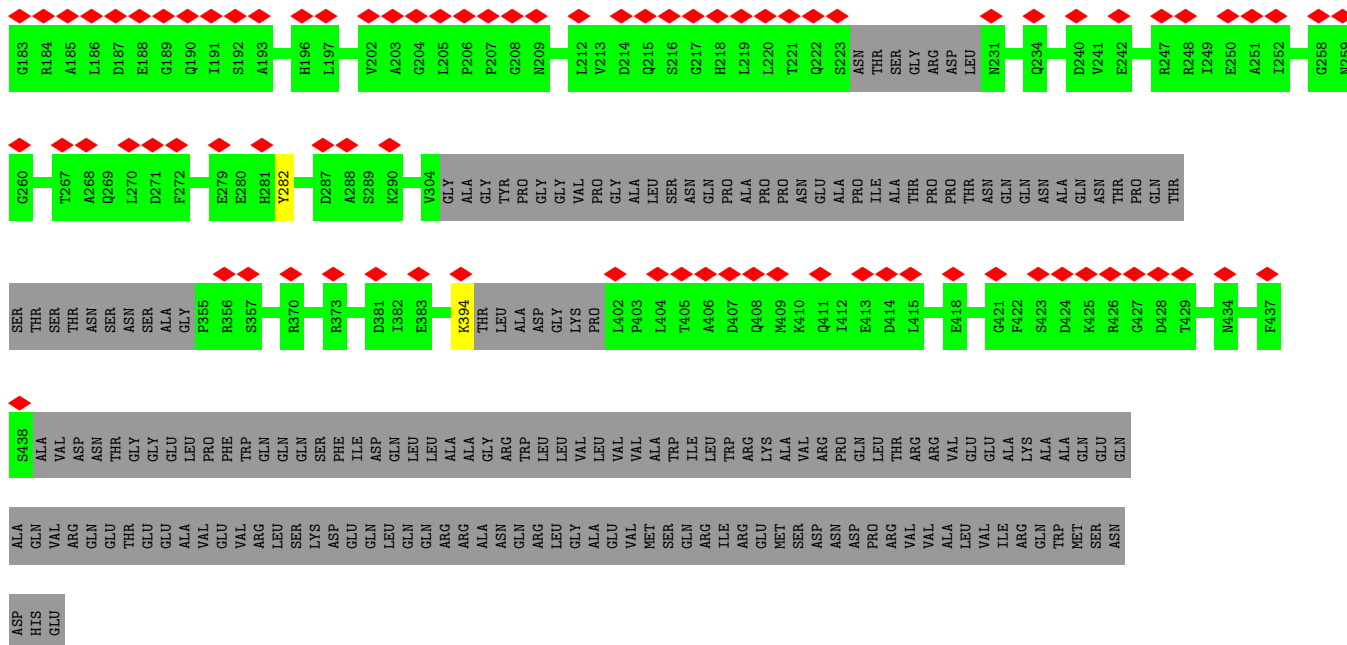 G183 R184 A185 L186 D187 E188 G189 Q190 I191 S192 A193 H196 L197 V202 A203 G204 L205 P206 P207 G208 N209 L212 V213 D214 Q215 S216 G217 H218 L219 L220 T221 Q222 S223 ASN THR SER GLY ARG ASP LEU N231 Q234 D240 V241 E242 R247 R248 I249 E250 A251 I252 G258 N259
G260 T267 A268 Q269 L270 D271 F272 E279 E280 H281 Y282 D287 A288 S289 K290 V304 GLY ALA GLY TYR PRO GLY GLY VAL PRO GLY ALA LEU SER ASN GLN PRO ALA PRO PRO ASN GLU ALA PRO ILE ALA THR PRO PRO THR ASN GLN GLN ASN ALA GLN ASN THR PRO GLN THR
SER THR SER THR ASN SER ASN SER ALA GLY P355 R356 S357 R370 R373 D381 I382 E383 K394 THR LEU ALA ASP GLY LYS PRO L402 P403 L404 T405 A406 D407 Q408 M409 K410 Q411 I412 E413 D414 L415 E418 G421 F422 S423 D424 K425 R426 G427 D428 T429 N434 F437
S438 ALA VAL ASP ASN THR GLY GLY GLU LEU PRO PHE TRP GLN GLN GLN SER PHE ILE ASP GLN LEU LEU ALA ALA GLY ARG TRP LEU LEU VAL LEU VAL VAL ALA TRP ILE LEU TRP ARG LYS ALA VAL ARG PRO GLN LEU THR ARG ARG VAL GLU GLU ALA LYS ALA ALA GLN GLU GLN
ALA GLN VAL ARG GLN GLU THR GLU GLU ALA VAL GLU VAL ARG LEU SER LYS ASP GLU GLN LEU GLN GLN ARG ARG ALA ASN GLN ARG LEU GLY ALA GLU VAL MET SER GLN ARG ILE ARG GLU MET SER ASP ASN ASP PRO ARG VAL VAL ALA LEU VAL ILE ARG GLN TRP MET SER ASN
ASP HIS GLU